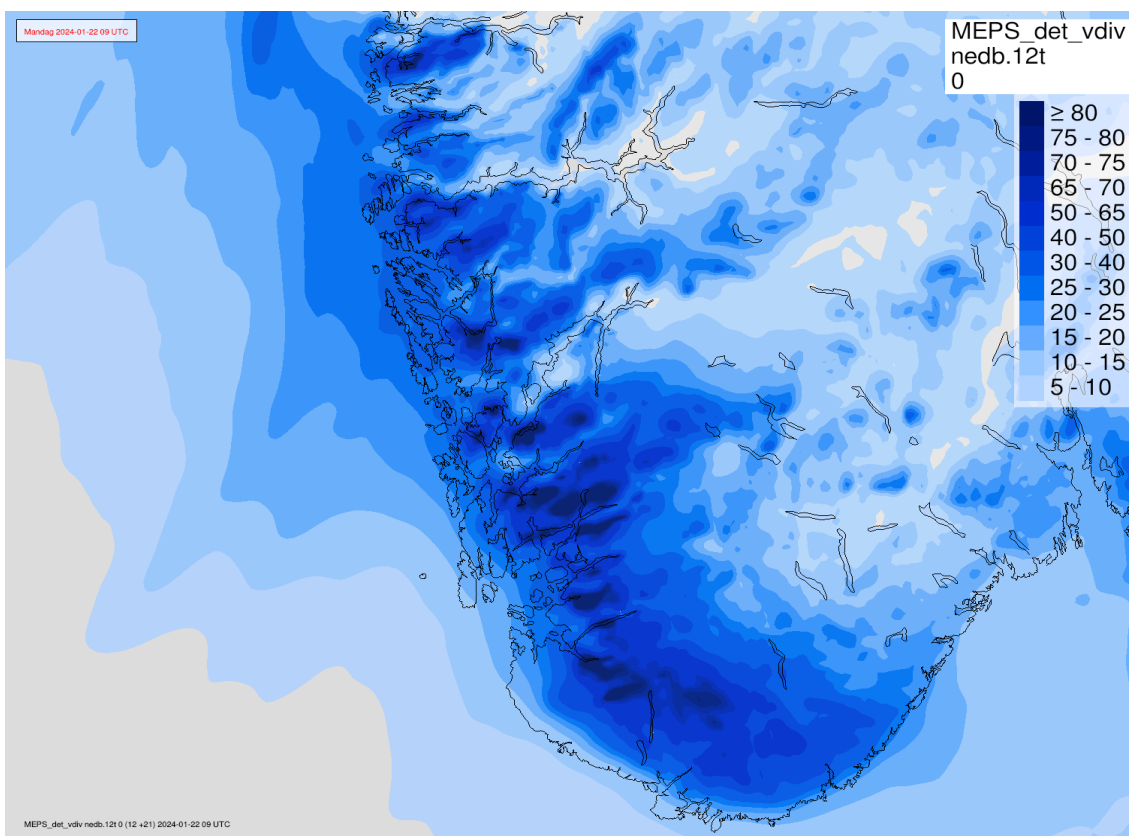 Mandag 2024-01-22 09 UTC
MEPS_det_vdiv
nedb.12t
0
≥ 80
75 - 80
70 - 75
65 - 70
50 - 65
40 - 50
30 - 40
25 - 30
20 - 25
15 - 20
10 - 15
5 - 10
MEPS_det_vdiv nedb.12t 0 (12 +21) 2024-01-22 09 UTC